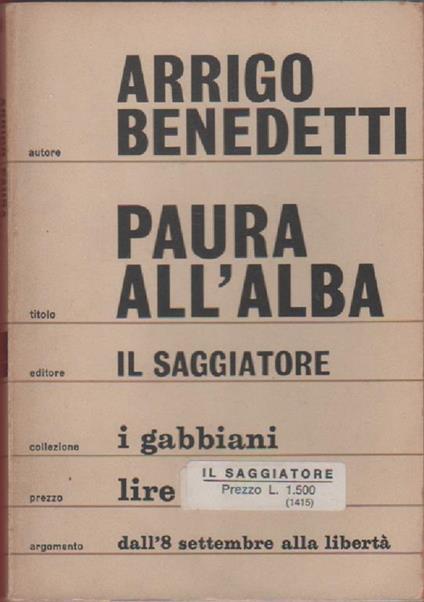 ARRIGO
autore BENEDETTI
PAURA
titolo ALL'ALBA
editore IL SAGGIATORE
collezione i gabbiani
prezzo lire
IL SAGGIATORE
Prezzo L. 1.500
(1415)
argomento dall'8 settembre alla libertà